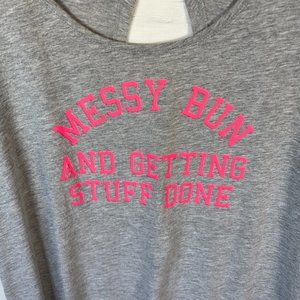 MESSY BUN
AND GETTING
STUFF DONE